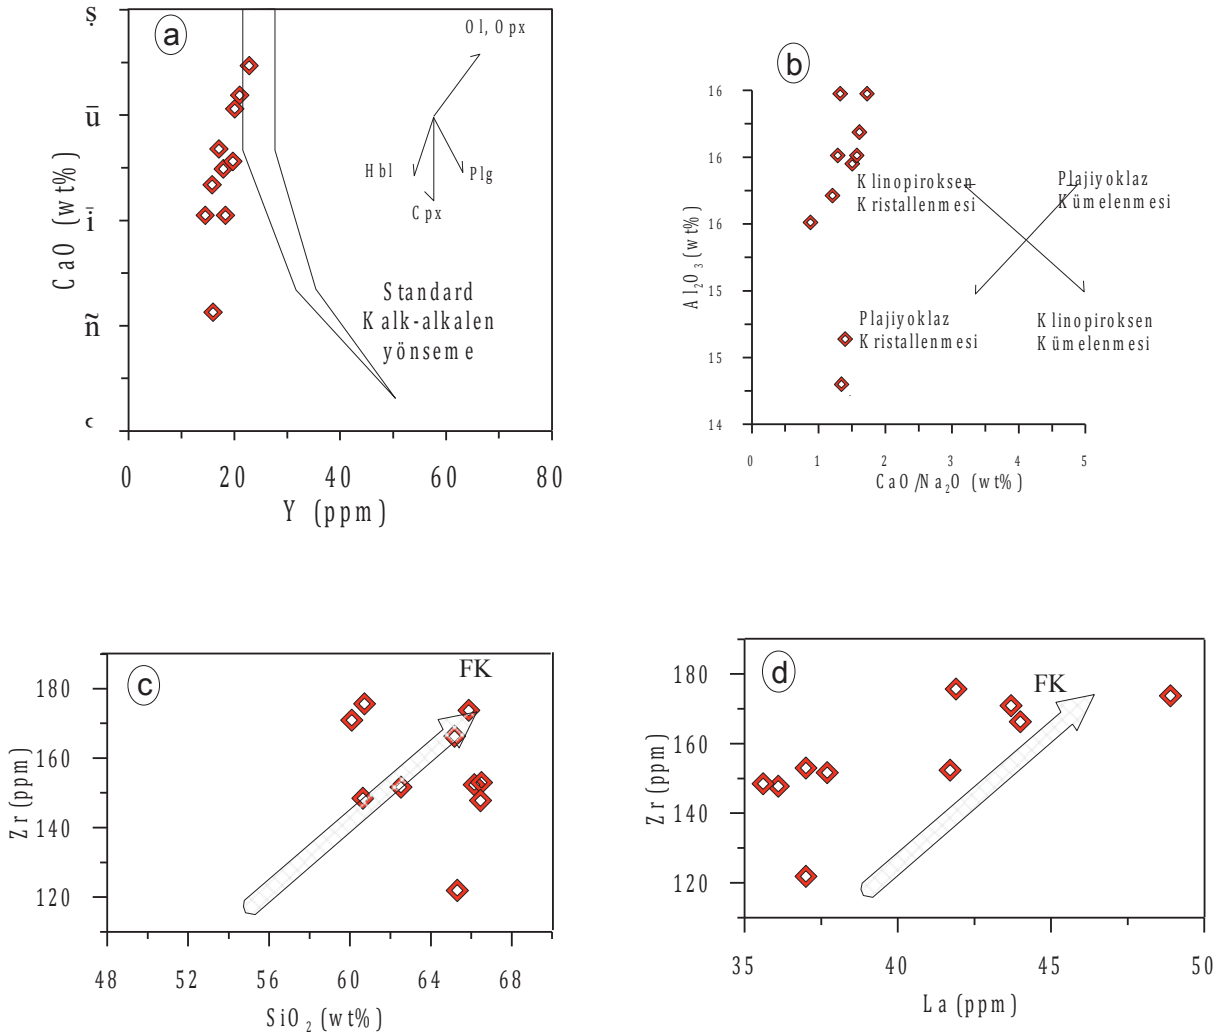 a
Ol, Opx
Hbl
Plg
Cpx
CaO (wt%)
Standard
Kalk-alkalen
yönseme
ū
ī
ñ
0 20 40 60 80
Y (ppm)
b
16
16
16
15
15
14
Al2O3 (wt%)
Klinopiroksen
Kristallenmesi
Plajiyoklaz
Kümelenmesi
Plajiyoklaz
Kristallenmesi
Klinopiroksen
Kümelenmesi
0 1 2 3 4 5
CaO/Na2O (wt%)
c
FK
180
160
140
120
Zr (ppm)
48 52 56 60 64 68
SiO2 (wt%)
d
FK
180
160
140
120
Zr (ppm)
35 40 45 50
La (ppm)